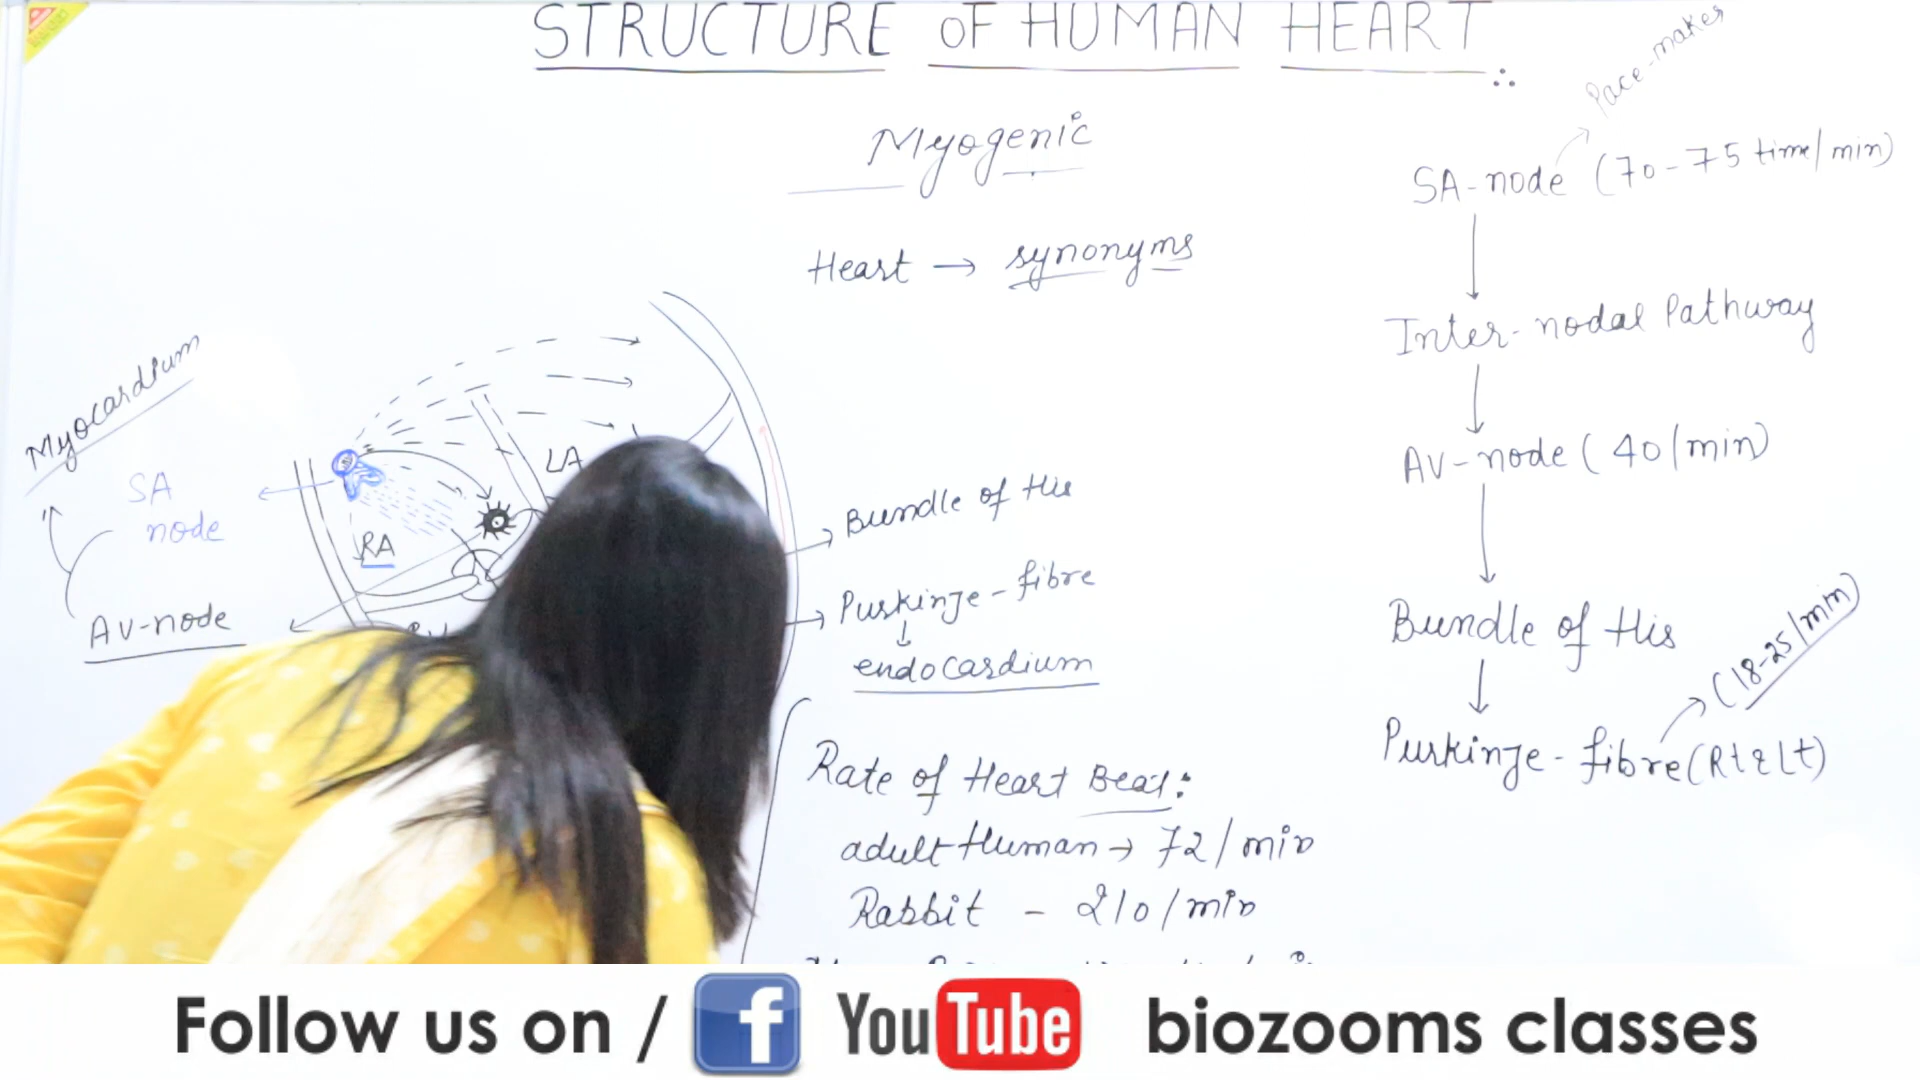 STRUCTURE OF HUMAN HEART
Myogenic
Heart → synonyms
Pace-maker
SA-node (70-75 time/min)
Inter-nodal Pathway
AV-node (40/min)
Bundle of His
(18-25/min)
Purkinje-fibre (Rt & Lt)
Myocardium
SA
node
AV-node
RA
LA
Bundle of His
Purkinje-fibre
endocardium
Rate of Heart Beat:
adult Human → 72/min
Rabbit - 210/min
Follow us on / f YouTube biozooms classes